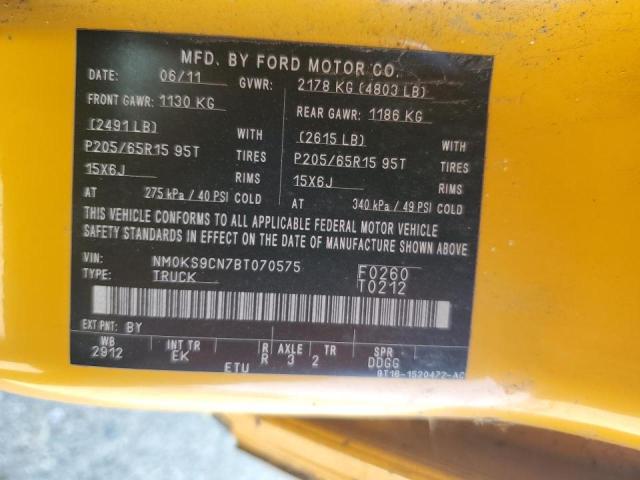 MFD. BY FORD MOTOR CO.
DATE: 06/11 GVWR: 2178 KG (4803 LB)
FRONT GAWR: 1130 KG REAR GAWR: 1186 KG
(2491 LB) WITH (2615 LB) WITH
P205/65R15 95T TIRES P205/65R15 95T TIRES
15X6J RIMS 15X6J RIMS
AT 275 kPa / 40 PSI COLD AT 340 kPa / 49 PSI COLD
THIS VEHICLE CONFORMS TO ALL APPLICABLE FEDERAL MOTOR VEHICLE
SAFETY STANDARDS IN EFFECT ON THE DATE OF MANUFACTURE SHOWN ABOVE.
VIN: NM0KS9CN7BT070575 F0260
TYPE: TRUCK T0212
EXT PNT: BY
WB INT TR R AXLE TR SPR
2912 EK R 3 2 DDGG
ETU 9T16-1520472-AC